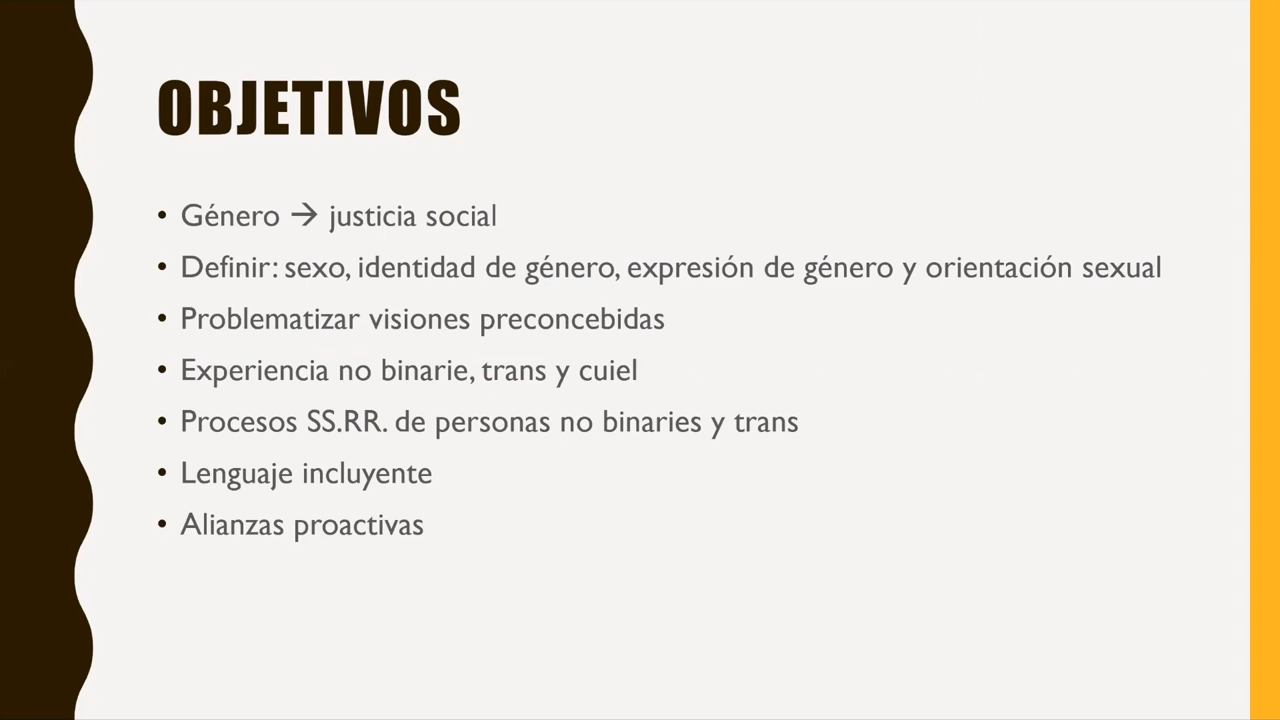 OBJETIVOS
• Género → justicia social
• Definir: sexo, identidad de género, expresión de género y orientación sexual
• Problematizar visiones preconcebidas
• Experiencia no binarie, trans y cuiel
• Procesos SS.RR. de personas no binaries y trans
• Lenguaje incluyente
• Alianzas proactivas